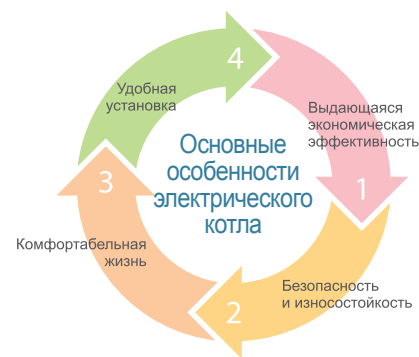 4
Удобная
установка
Выдающаяся
экономическая
эффективность
1
Основные
особенности
электрического
котла
3
Комфортабельная
жизнь
Безопасность
и износостойкость
2